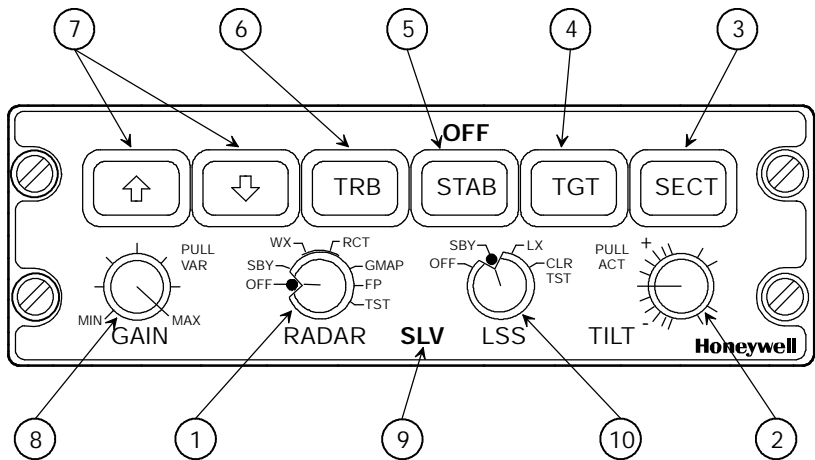 7 6 5 4 3
OFF
TRB STAB TGT SECT
PULL VAR
MIN MAX
GAIN
WX RCT
SBY GMAP
OFF FP
TST
RADAR
SLV
SBY LX
OFF CLR TST
LSS
PULL ACT
+
-
TILT
Honeywell
8 1 9 10 2